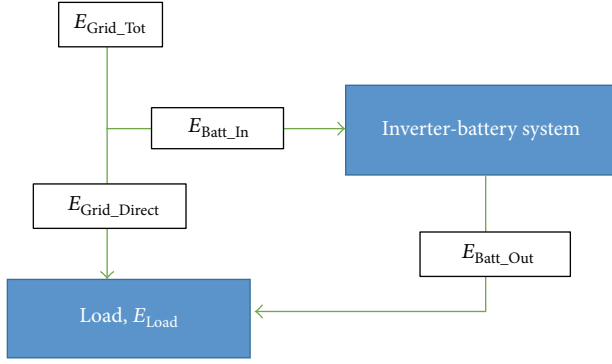 E_Grid_Tot
E_Batt_In
Inverter-battery system
E_Grid_Direct
E_Batt_Out
Load, E_Load